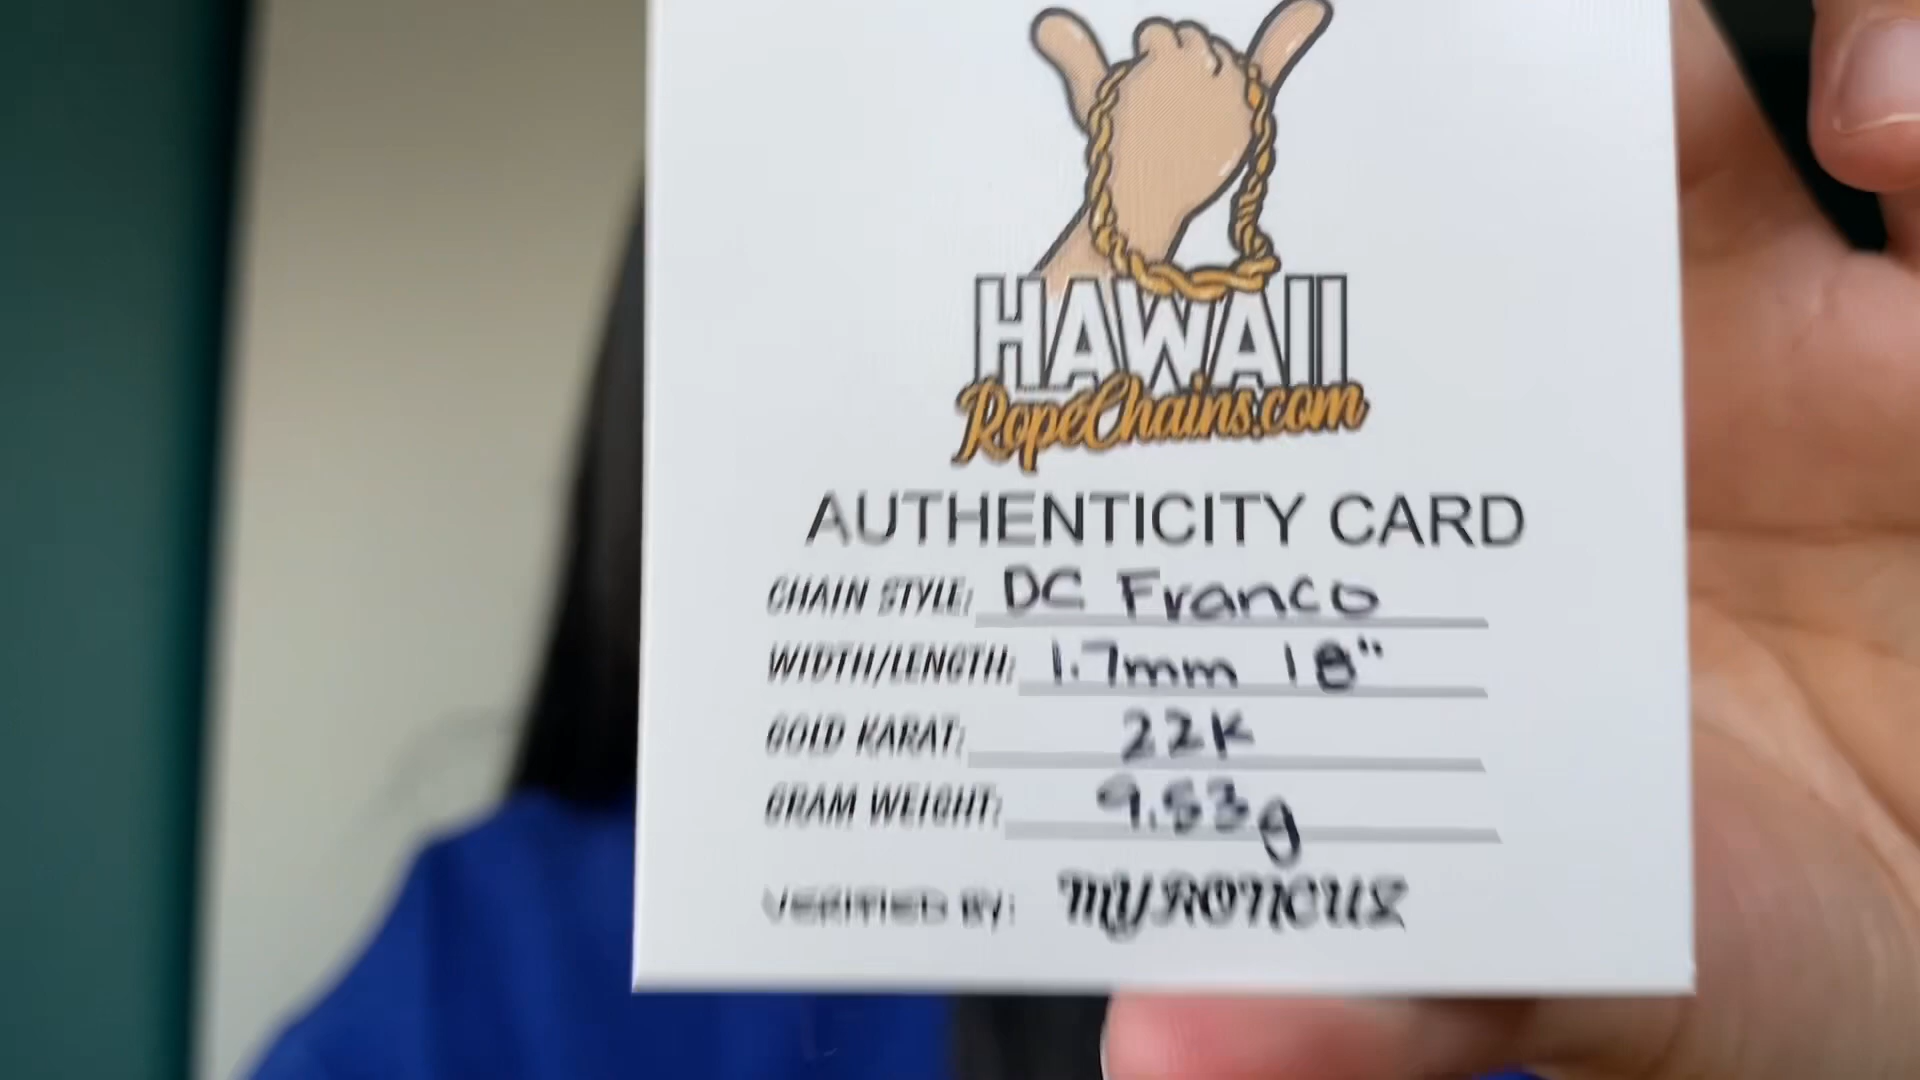 HAWAII
RopeChains.com
AUTHENTICITY CARD
CHAIN STYLE: DC Franco
WIDTH/LENGTH: 1.7mm 18"
GOLD KARAT: 22K
GRAM WEIGHT: 9.53g
VERIFIED BY: MYRONCUS